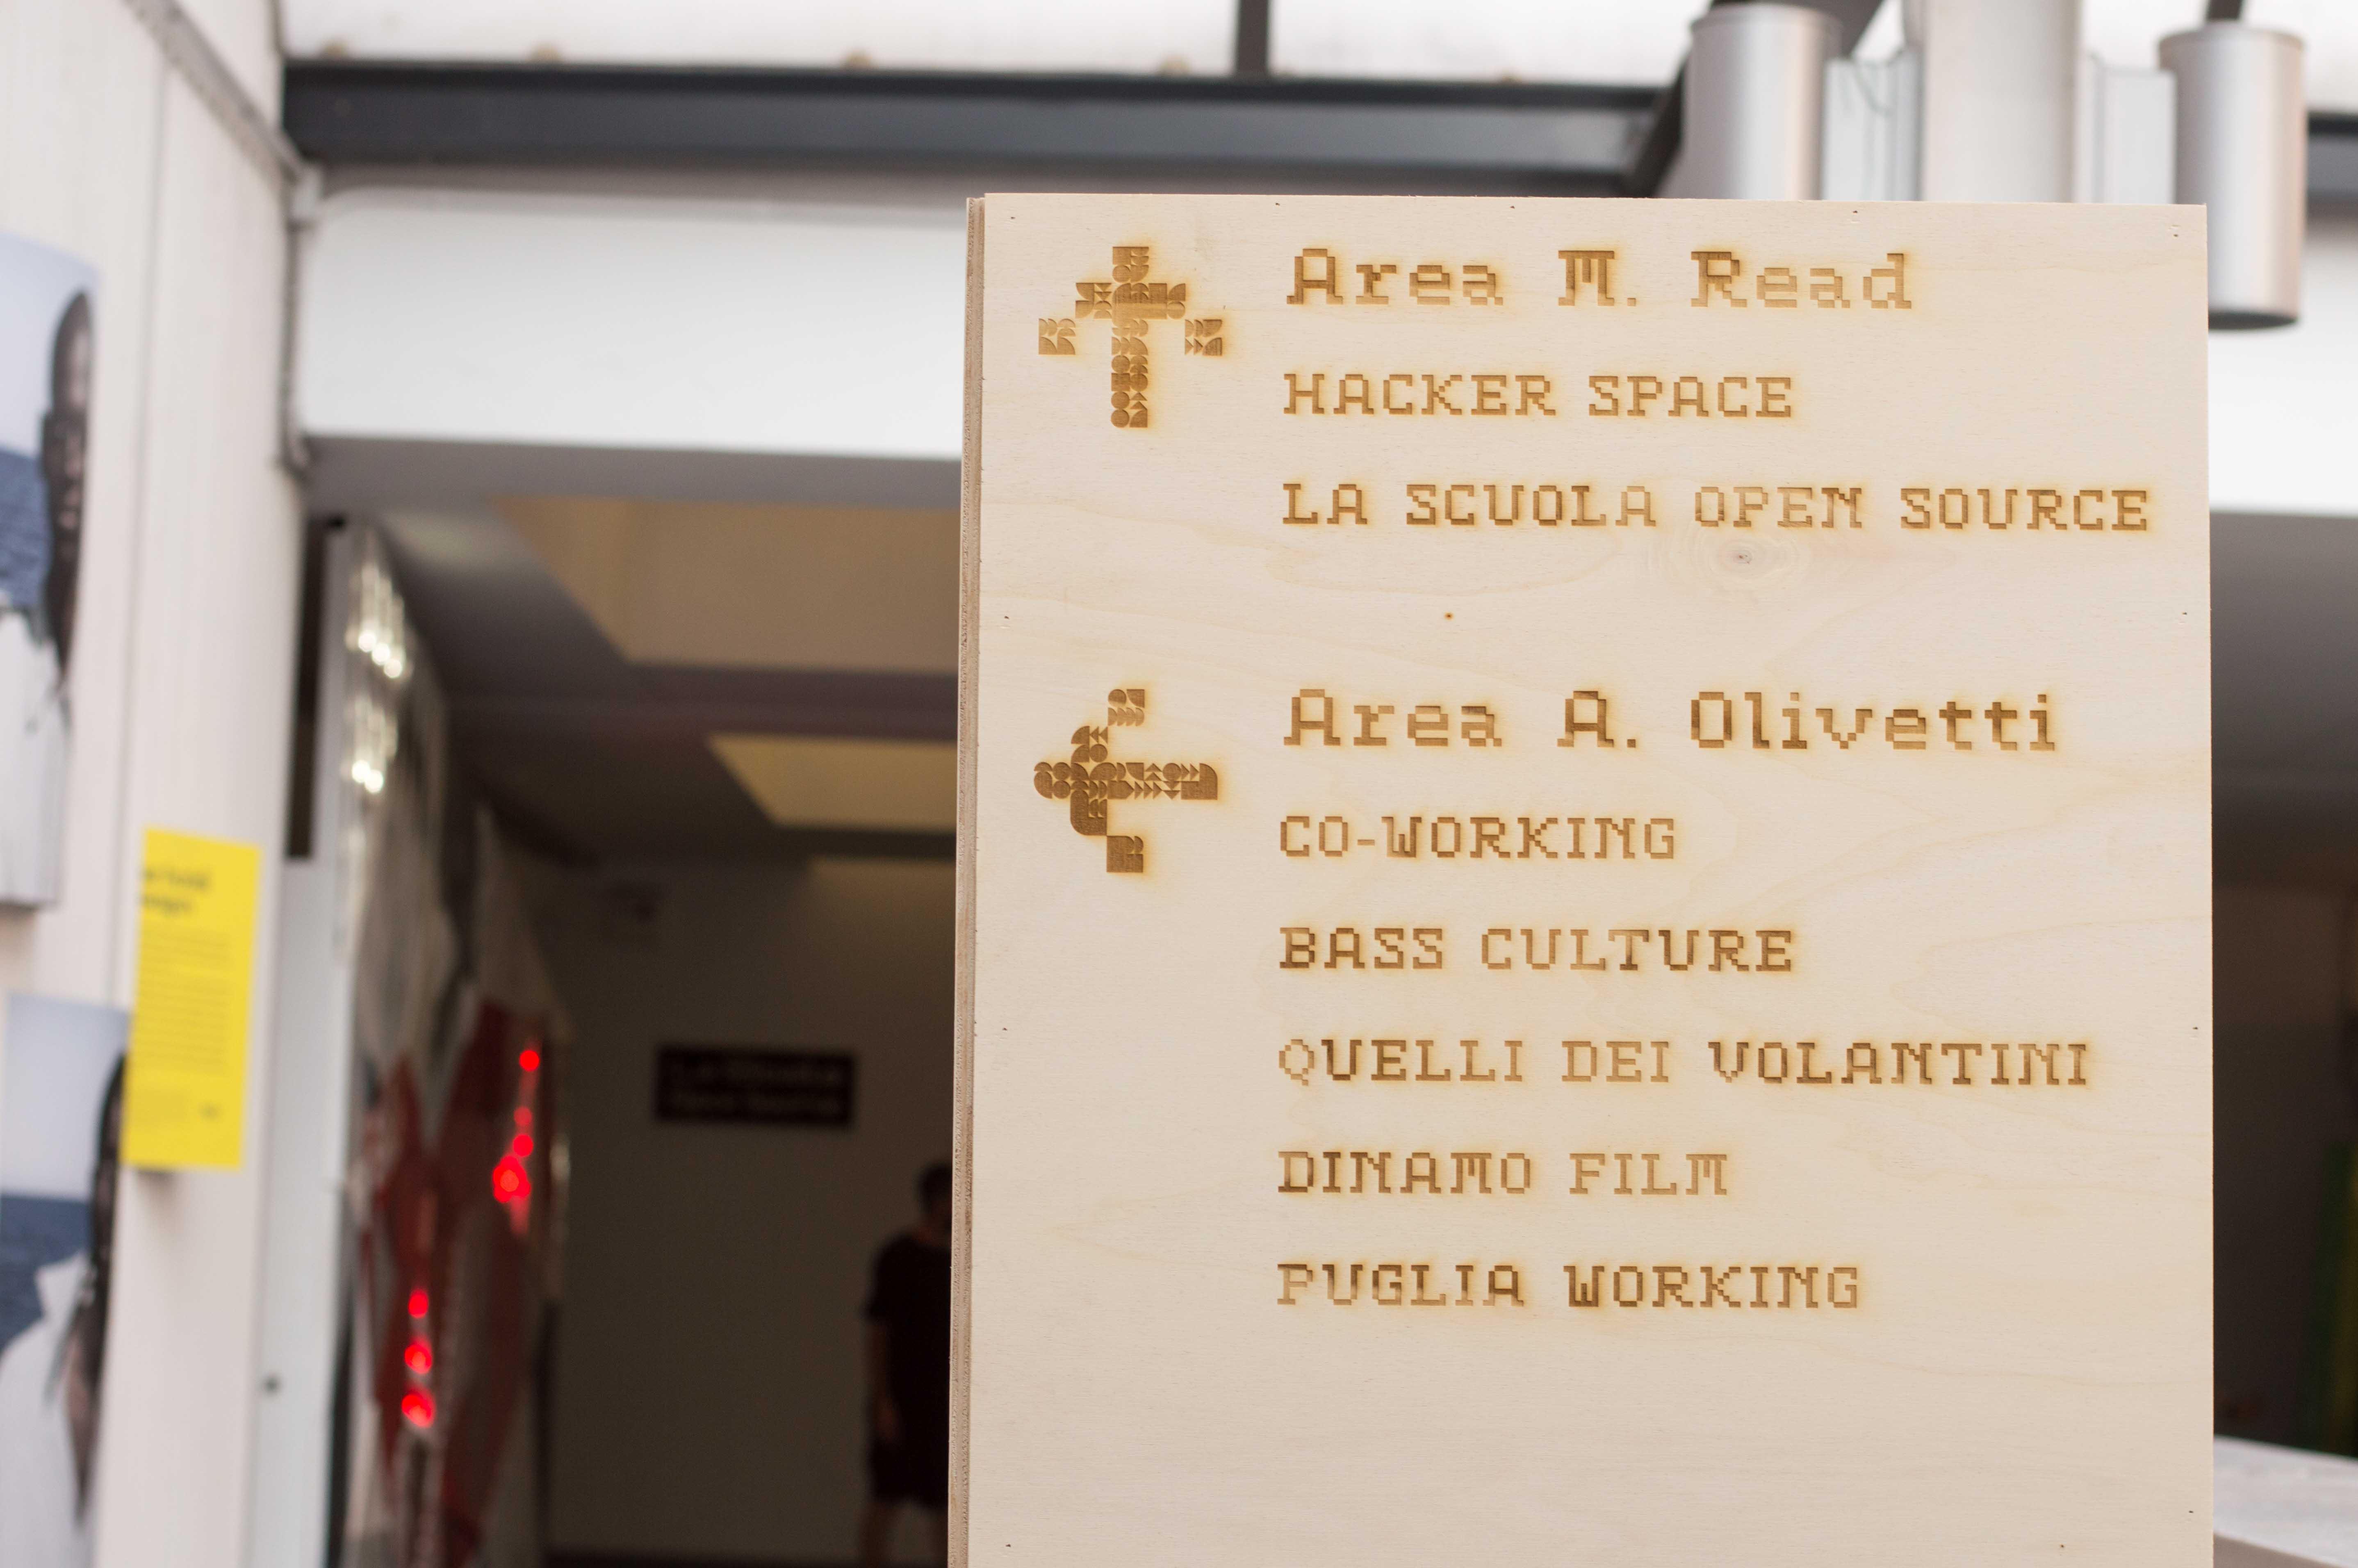 Area M. Read
HACKER SPACE
LA SCUOLA OPEN SOURCE
Area A. Olivetti
CO-WORKING
BASS CULTURE
QUELLI DEI VOLANTINI
DINAMO FILM
PUGLIA WORKING